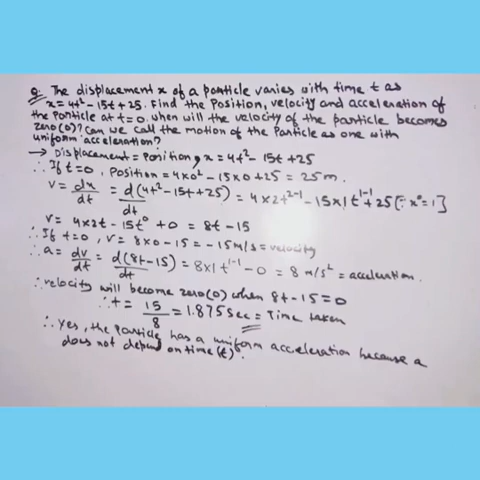 Q. The displacement x of a particle varies with time t as
x = 4t² - 15t + 25. Find the Position, velocity and acceleration of
the Particle at t=0. When will the velocity of the particle becomes
zero(0)? Can we call the motion of the Particle as one with
uniform acceleration?
→ Displacement = Position, x = 4t² - 15t + 25
∴ If t=0, Position = 4×0² - 15×0 + 25 = 25 m.
v = dx/dt = d(4t² - 15t + 25)/dt = 4×2t²⁻¹ - 15×1 t¹⁻¹ + 25 [∵ x⁰=1]
v = 4×2t - 15t⁰ + 0 = 8t - 15
∴ If t=0, v = 8×0 - 15 = -15 m/s = velocity
∴ a = dv/dt = d(8t-15)/dt = 8×1 t¹⁻¹ - 0 = 8 m/s² = acceleration.
∴ velocity will become zero(0) when 8t - 15 = 0
∴ t = 15/8 = 1.875 sec = Time taken
∴ Yes, the particle has a uniform acceleration because a
does not depend on time (t).